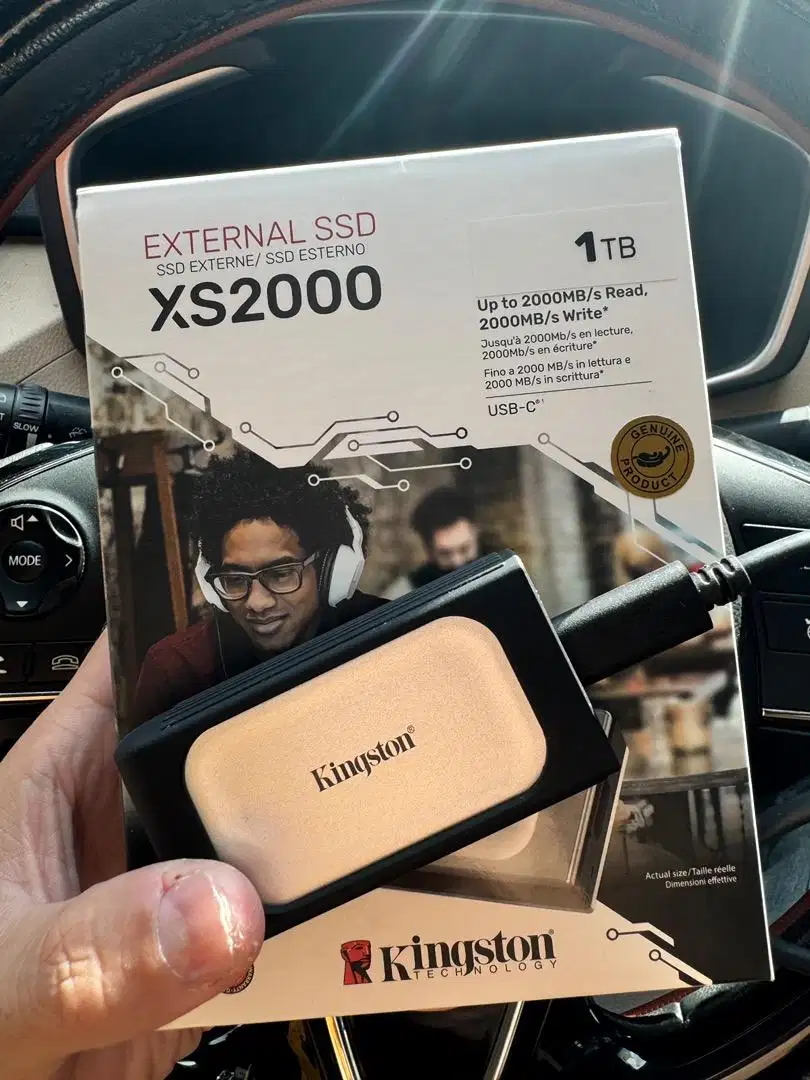 EXTERNAL SSD
SSD EXTERNE/ SSD ESTERNO
XS2000
1TB
Up to 2000MB/s Read,
2000MB/s Write*
Jusqu'à 2000Mb/s en lecture,
2000Mb/s en écriture*
Fino a 2000 MB/s in lettura e
2000 MB/s in scrittura*
USB-C®¹
GENUINE
PRODUCT
SLOW
MODE
Kingston®
Actual size/Taille réelle
Dimensioni effettive
Kingston®
TECHNOLOGY